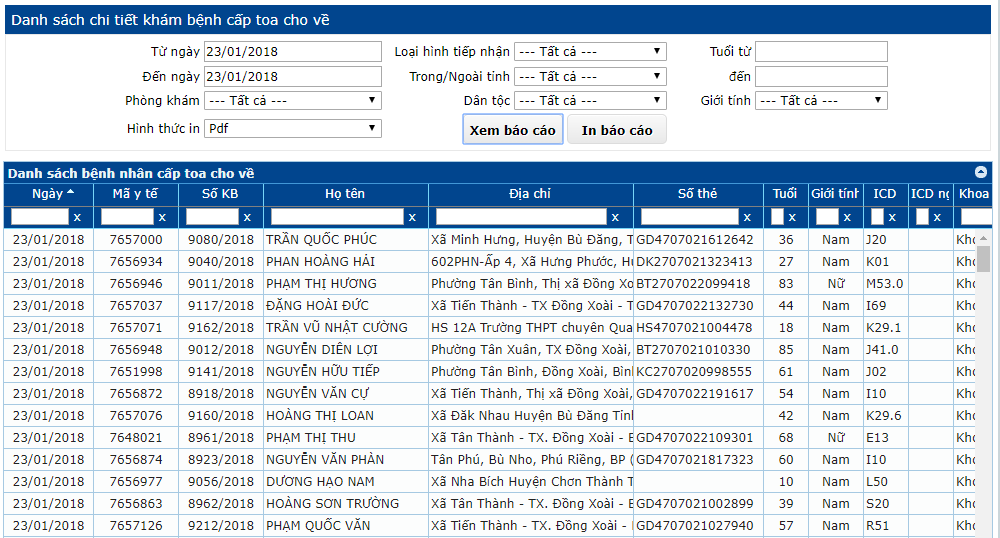 Danh sách chi tiết khám bệnh cấp toa cho về
Từ ngày 23/01/2018 Loại hình tiếp nhận --- Tất cả --- Tuổi từ
Đến ngày 23/01/2018 Trong/Ngoài tỉnh --- Tất cả --- đến
Phòng khám --- Tất cả --- Dân tộc --- Tất cả --- Giới tính --- Tất cả ---
Hình thức in Pdf Xem báo cáo In báo cáo
Danh sách bệnh nhân cấp toa cho về
Ngày Mã y tế Số KB Họ tên Địa chỉ Số thẻ Tuổi Giới tính ICD ICD ng Khoa
x x x x x x x x x x
23/01/2018 7657000 9080/2018 TRẦN QUỐC PHÚC Xã Minh Hưng, Huyện Bù Đăng, T GD4707021612642 36 Nam J20 Kho
23/01/2018 7656934 9040/2018 PHAN HOÀNG HẢI 602PHN-Ấp 4, Xã Hưng Phước, Hu DK2707021323413 27 Nam K01 Kho
23/01/2018 7656946 9011/2018 PHẠM THỊ HƯƠNG Phường Tân Bình, Thị xã Đồng Xo BT2707022099418 83 Nữ M53.0 Kho
23/01/2018 7657037 9117/2018 ĐẶNG HOÀI ĐỨC Xã Tiến Thành - TX Đồng Xoài - T GD4707022132730 44 Nam I69 Kho
23/01/2018 7657071 9162/2018 TRẦN VŨ NHẬT CƯỜNG HS 12A Trường THPT chuyên Qua HS4707021004478 18 Nam K29.1 Kho
23/01/2018 7656948 9012/2018 NGUYỄN DIÊN LỢI Phường Tân Xuân, TX Đồng Xoài, BT2707021010330 85 Nam J41.0 Kho
23/01/2018 7651998 9141/2018 NGUYỄN HỮU TIẾP Phường Tân Bình, Đồng Xoài, Bình KC2707020998555 61 Nam J02 Kho
23/01/2018 7656872 8918/2018 NGUYỄN VĂN CỰ Xã Tiến Thành, Thị xã Đồng Xoài, GD4707022191617 54 Nam I10 Kho
23/01/2018 7657076 9160/2018 HOÀNG THỊ LOAN Xã Đăk Nhau Huyện Bù Đăng Tỉnh 42 Nam K29.6 Kho
23/01/2018 7648021 8961/2018 PHẠM THỊ THU Xã Tân Thành - TX. Đồng Xoài - B GD4707022109301 68 Nữ E13 Kho
23/01/2018 7656874 8923/2018 NGUYỄN VĂN PHÀN Tân Phú, Bù Nho, Phú Riềng, BP ( GD4707021817323 60 Nam I10 Kho
23/01/2018 7656977 9056/2018 DƯƠNG HẠO NAM Xã Nha Bích Huyện Chơn Thành T 10 Nam L50 Kho
23/01/2018 7656863 8962/2018 HOÀNG SƠN TRƯỜNG Xã Tân Thành - TX. Đồng Xoài - B GD4707021002899 39 Nam S20 Kho
23/01/2018 7657126 9212/2018 PHẠM QUỐC VĂN Xã Tiến Thành - TX. Đồng Xoài - GD4707021027940 57 Nam R51 Kho